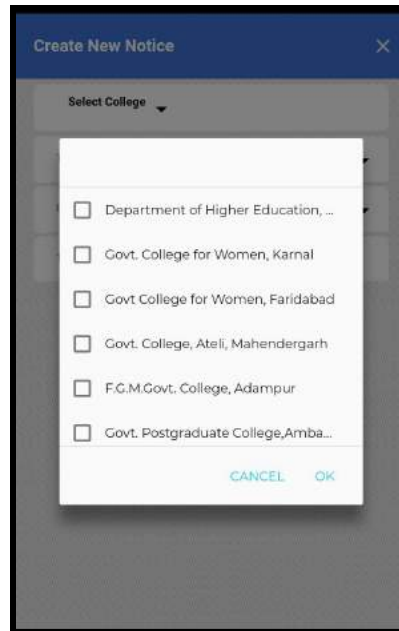 Create New Notice
Select College
Department of Higher Education, ...
Govt. College for Women, Karnal
Govt College for Women, Faridabad
Govt. College, Ateli, Mahendergarh
F.G.M.Govt. College, Adampur
Govt. Postgraduate College,Amba...
CANCEL OK